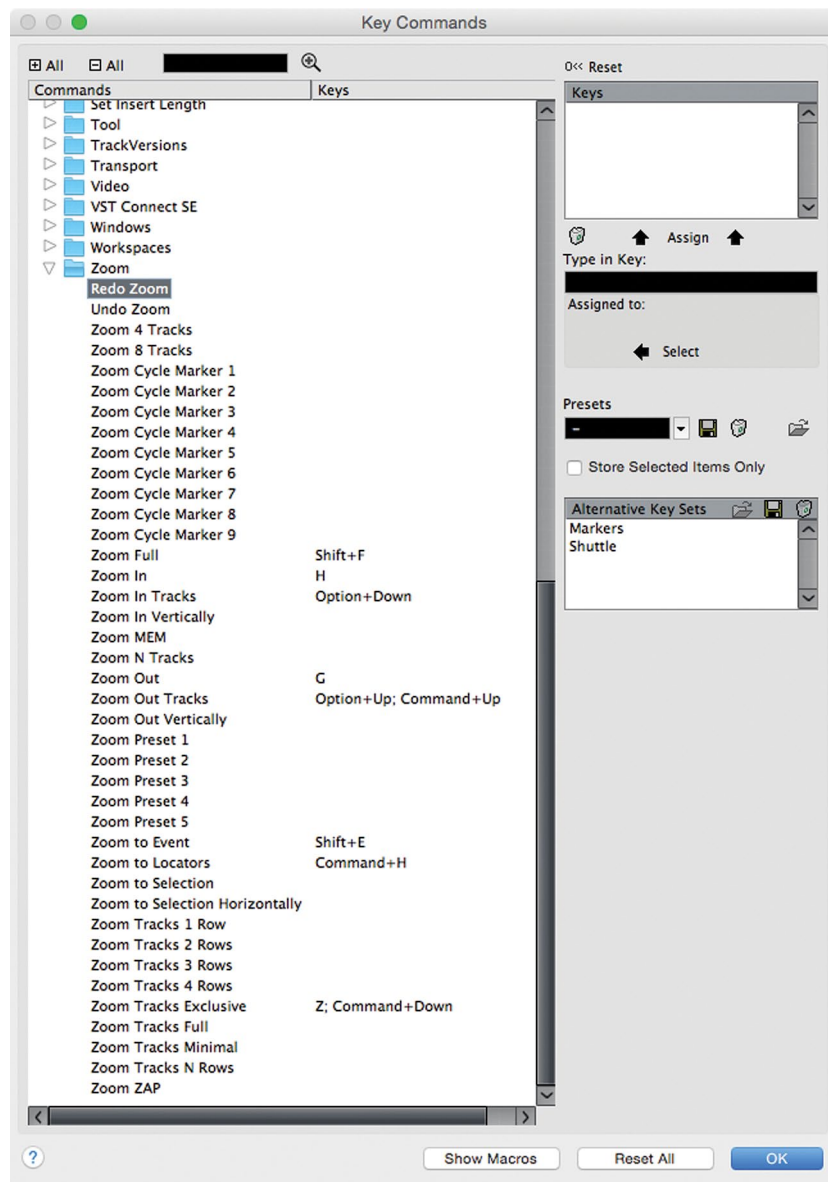 Key Commands
All All
Commands Keys
Set Insert Length
Tool
TrackVersions
Transport
Video
VST Connect SE
Windows
Workspaces
Zoom
Redo Zoom
Undo Zoom
Zoom 4 Tracks
Zoom 8 Tracks
Zoom Cycle Marker 1
Zoom Cycle Marker 2
Zoom Cycle Marker 3
Zoom Cycle Marker 4
Zoom Cycle Marker 5
Zoom Cycle Marker 6
Zoom Cycle Marker 7
Zoom Cycle Marker 8
Zoom Cycle Marker 9
Zoom Full Shift+F
Zoom In H
Zoom In Tracks Option+Down
Zoom In Vertically
Zoom MEM
Zoom N Tracks
Zoom Out G
Zoom Out Tracks Option+Up; Command+Up
Zoom Out Vertically
Zoom Preset 1
Zoom Preset 2
Zoom Preset 3
Zoom Preset 4
Zoom Preset 5
Zoom to Event Shift+E
Zoom to Locators Command+H
Zoom to Selection
Zoom to Selection Horizontally
Zoom Tracks 1 Row
Zoom Tracks 2 Rows
Zoom Tracks 3 Rows
Zoom Tracks 4 Rows
Zoom Tracks Exclusive Z; Command+Down
Zoom Tracks Full
Zoom Tracks Minimal
Zoom Tracks N Rows
Zoom ZAP
0<< Reset
Keys
Assign
Type in Key:
Assigned to:
Select
Presets
-
Store Selected Items Only
Alternative Key Sets
Markers
Shuttle
? Show Macros Reset All OK